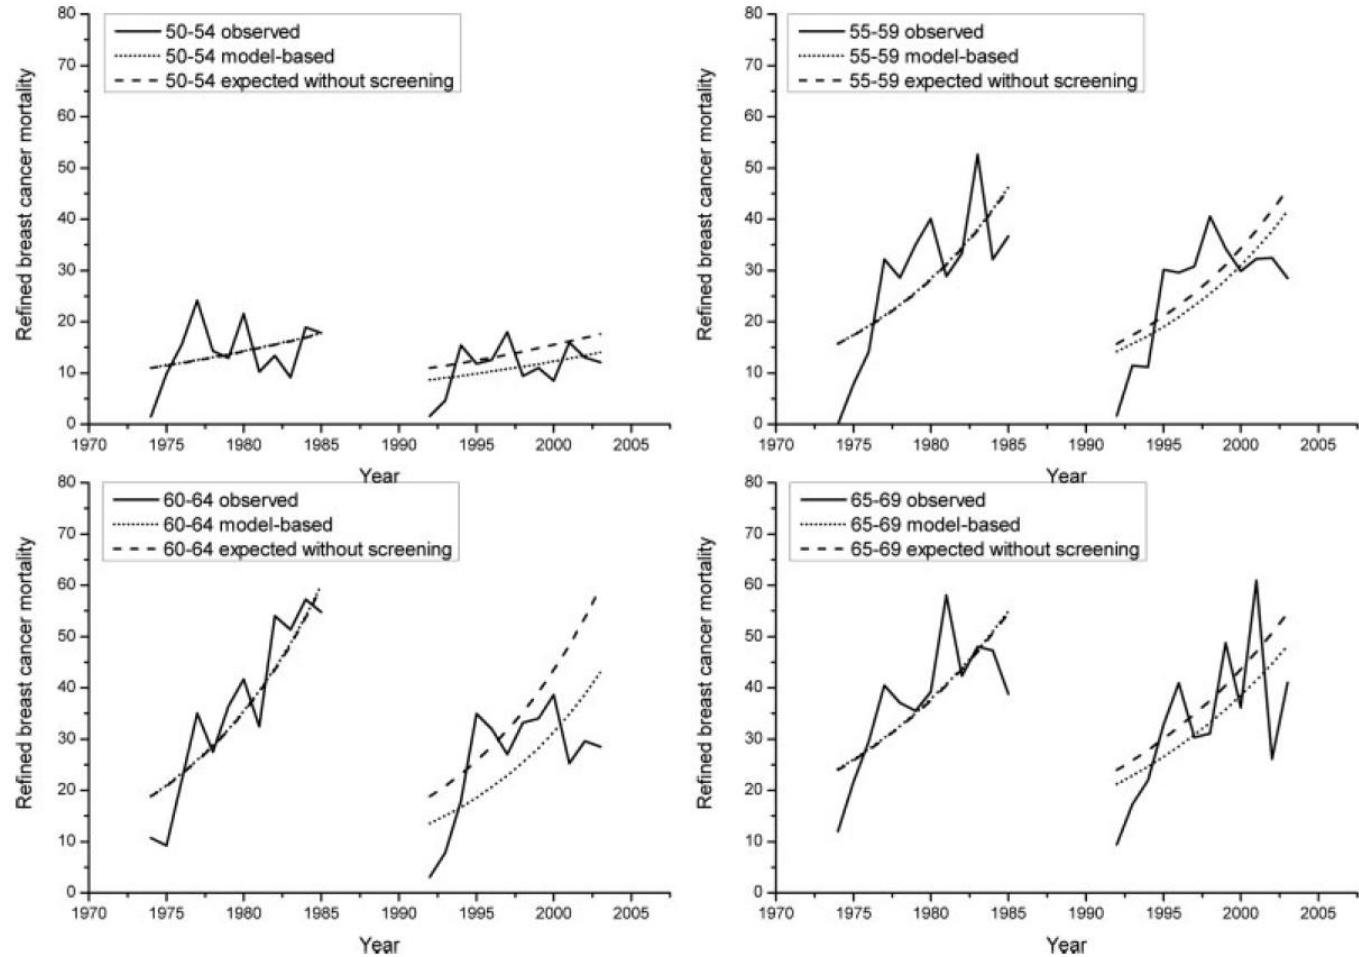 80
70
60
50
40
30
20
10
0
Refined breast cancer mortality
50-54 observed
50-54 model-based
50-54 expected without screening
1970 1975 1980 1985 1990 1995 2000 2005
Year
80
70
60
50
40
30
20
10
0
Refined breast cancer mortality
55-59 observed
55-59 model-based
55-59 expected without screening
1970 1975 1980 1985 1990 1995 2000 2005
Year
80
70
60
50
40
30
20
10
0
Refined breast cancer mortality
60-64 observed
60-64 model-based
60-64 expected without screening
1970 1975 1980 1985 1990 1995 2000 2005
Year
80
70
60
50
40
30
20
10
0
Refined breast cancer mortality
65-69 observed
65-69 model-based
65-69 expected without screening
1970 1975 1980 1985 1990 1995 2000 2005
Year